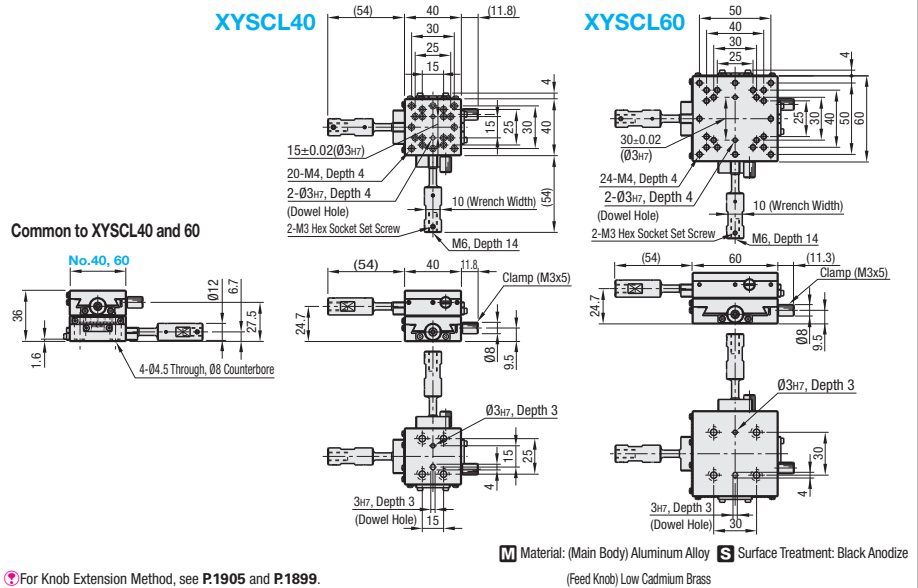 XYSCL40
(54)
40
(11.8)
30
25
15
4
15
25
30
40
(54)
15±0.02(Ø3H7)
20-M4, Depth 4
2-Ø3H7, Depth 4
(Dowel Hole)
10 (Wrench Width)
2-M3 Hex Socket Set Screw
M6, Depth 14
XYSCL60
50
40
30
25
4
25
30
40
50
60
30±0.02
(Ø3H7)
24-M4, Depth 4
2-Ø3H7, Depth 4
(Dowel Hole)
10 (Wrench Width)
2-M3 Hex Socket Set Screw
M6, Depth 14
Common to XYSCL40 and 60
No.40, 60
36
1.6
Ø12
6.7
27.5
4-Ø4.5 Through, Ø8 Counterbore
(54)
40
11.8
Clamp (M3x5)
24.7
Ø8
9.5
(54)
60
(11.3)
Clamp (M3x5)
24.7
Ø8
9.5
Ø3H7, Depth 3
15
25
4
3H7, Depth 3
(Dowel Hole)
15
Ø3H7, Depth 3
30
4
3H7, Depth 3
(Dowel Hole)
30
M Material: (Main Body) Aluminum Alloy S Surface Treatment: Black Anodize
(Feed Knob) Low Cadmium Brass
For Knob Extension Method, see P.1905 and P.1899.